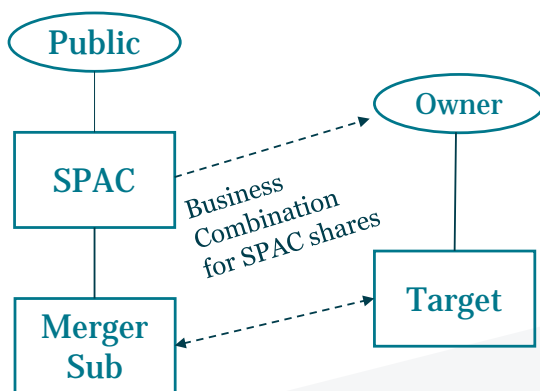 Public
Owner
SPAC
Business
Combination
for SPAC shares
Target
Merger
Sub